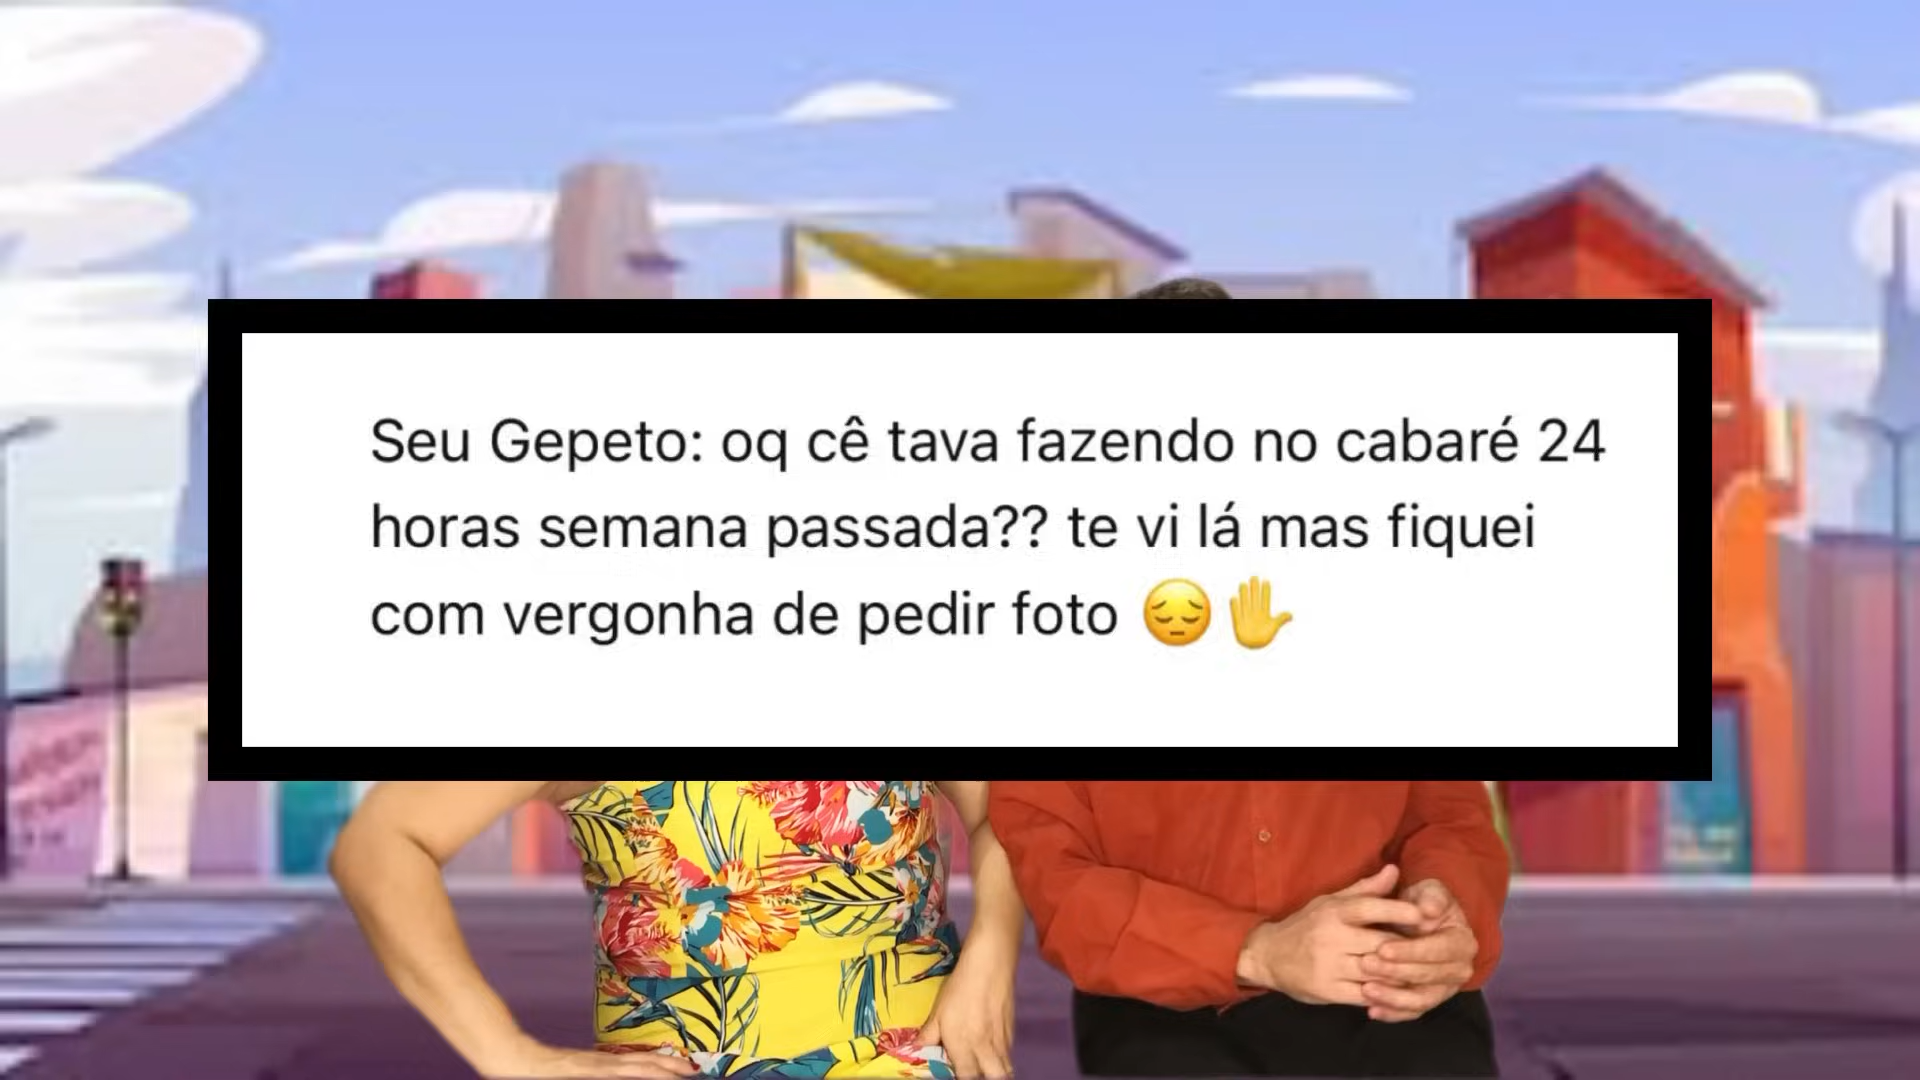 Seu Gepeto: oq cê tava fazendo no cabaré 24
horas semana passada?? te vi lá mas fiquei
com vergonha de pedir foto 😔✋